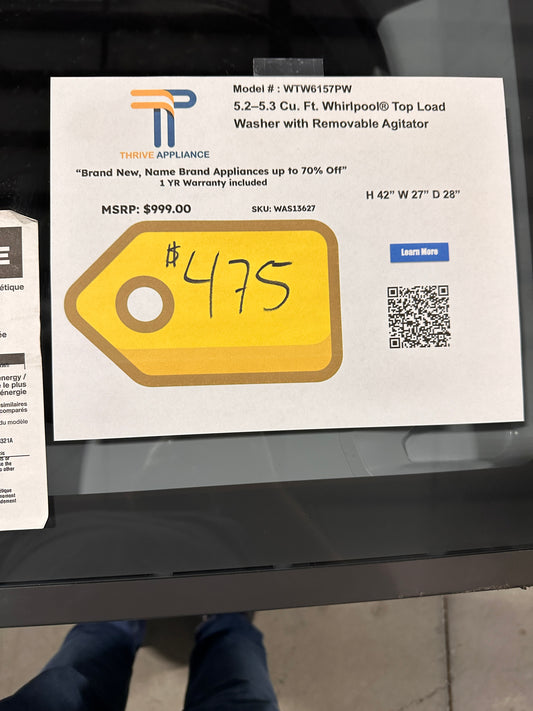 Model # : WTW6157PW
5.2–5.3 Cu. Ft. Whirlpool® Top Load
Washer with Removable Agitator
THRIVE APPLIANCE
“Brand New, Name Brand Appliances up to 70% Off”
1 YR Warranty included
H 42” W 27” D 28”
MSRP: $999.00
SKU: WAS13627
$475
Learn More
E
étique
nergy /
le plus
énergie
similaires
comparés
du modèle
321A